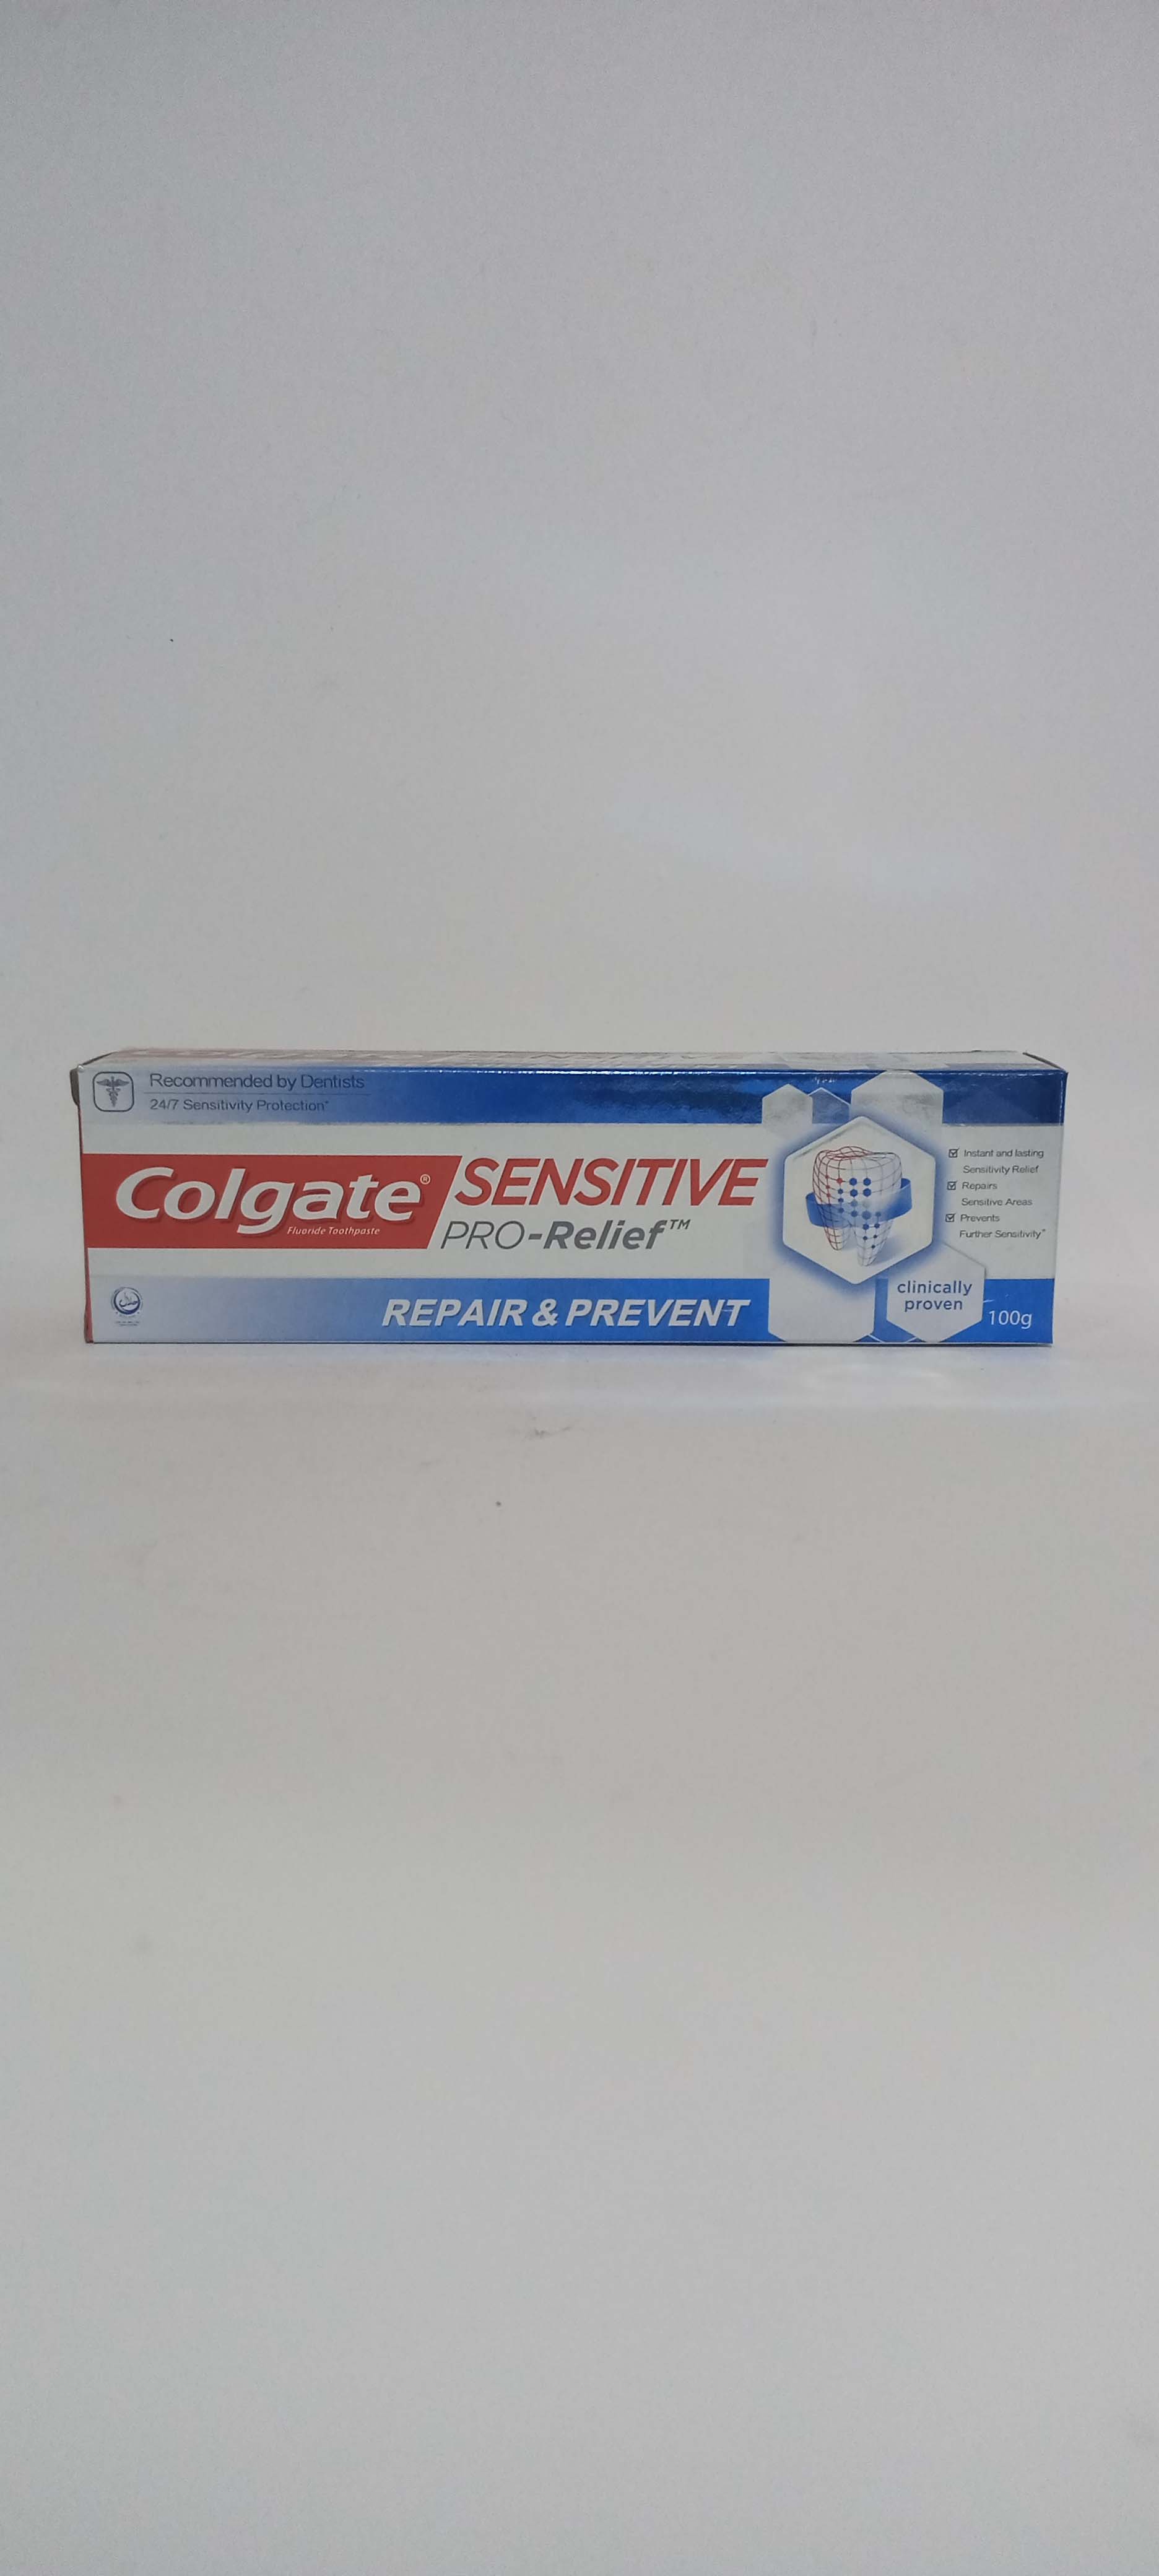 Recommended by Dentists
24/7 Sensitivity Protection*
Colgate®
Fluoride Toothpaste
SENSITIVE
PRO-Relief™
REPAIR & PREVENT
Instant and lasting
Sensitivity Relief
Repairs
Sensitive Areas
Prevents
Further Sensitivity*
clinically
proven
100g